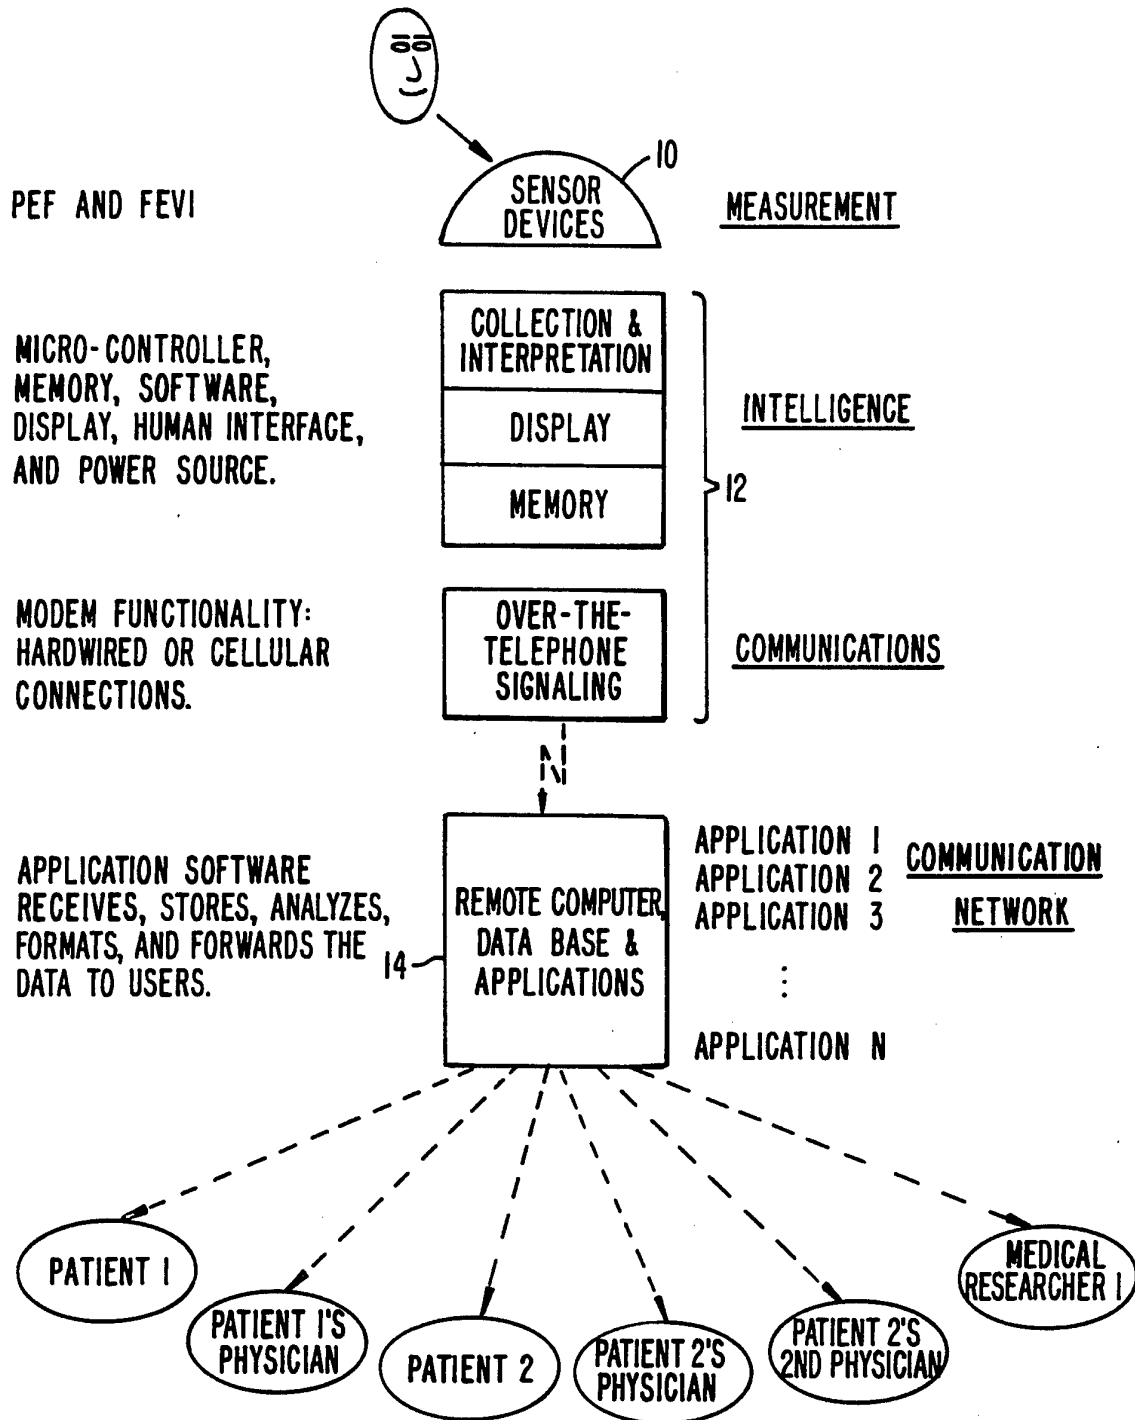 10
PEF AND FEVI
SENSOR
DEVICES
MEASUREMENT
COLLECTION &
INTERPRETATION
DISPLAY
MEMORY
MICRO-CONTROLLER,
MEMORY, SOFTWARE,
DISPLAY, HUMAN INTERFACE,
AND POWER SOURCE.
INTELLIGENCE
12
MODEM FUNCTIONALITY:
HARDWIRED OR CELLULAR
CONNECTIONS.
OVER-THE-
TELEPHONE
SIGNALING
COMMUNICATIONS
APPLICATION SOFTWARE
RECEIVES, STORES, ANALYZES,
FORMATS, AND FORWARDS THE
DATA TO USERS.
14
REMOTE COMPUTER,
DATA BASE &
APPLICATIONS
APPLICATION 1
APPLICATION 2
APPLICATION 3
⋮
APPLICATION N
COMMUNICATION
NETWORK
PATIENT 1
PATIENT 1'S
PHYSICIAN
PATIENT 2
PATIENT 2'S
PHYSICIAN
PATIENT 2'S
2ND PHYSICIAN
MEDICAL
RESEARCHER 1